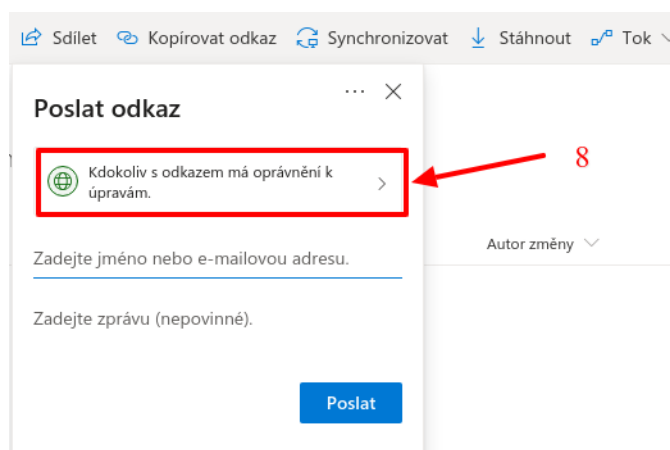 Sdílet Kopírovat odkaz Synchronizovat Stáhnout Tok
Poslat odkaz
Kdokoliv s odkazem má oprávnění k
úpravám.
8
Autor změny
Zadejte jméno nebo e-mailovou adresu.
Zadejte zprávu (nepovinné).
Poslat